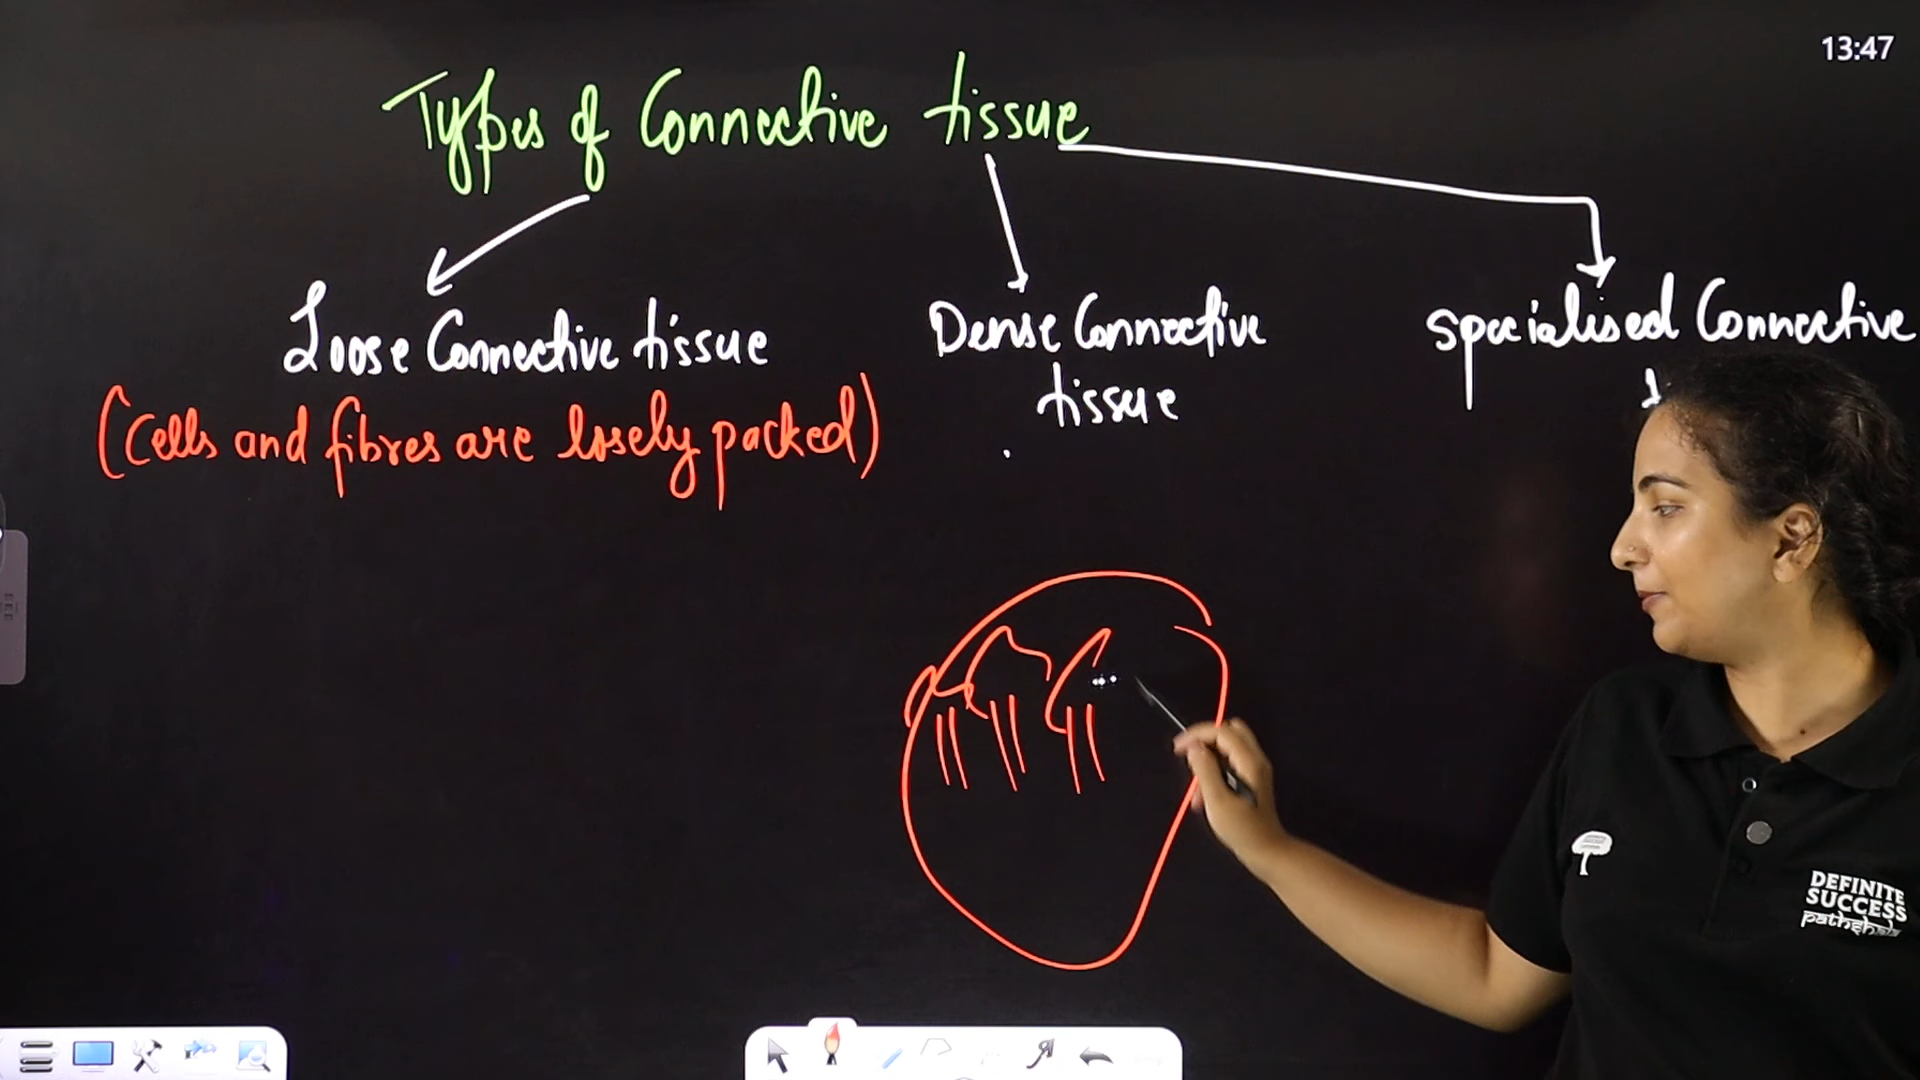 13:47
Types of Connective tissue
Loose Connective tissue
(Cells and fibres are losely packed)
Dense Connective
tissue
specialised Connective
DEFINITE
SUCCESS
pathshala